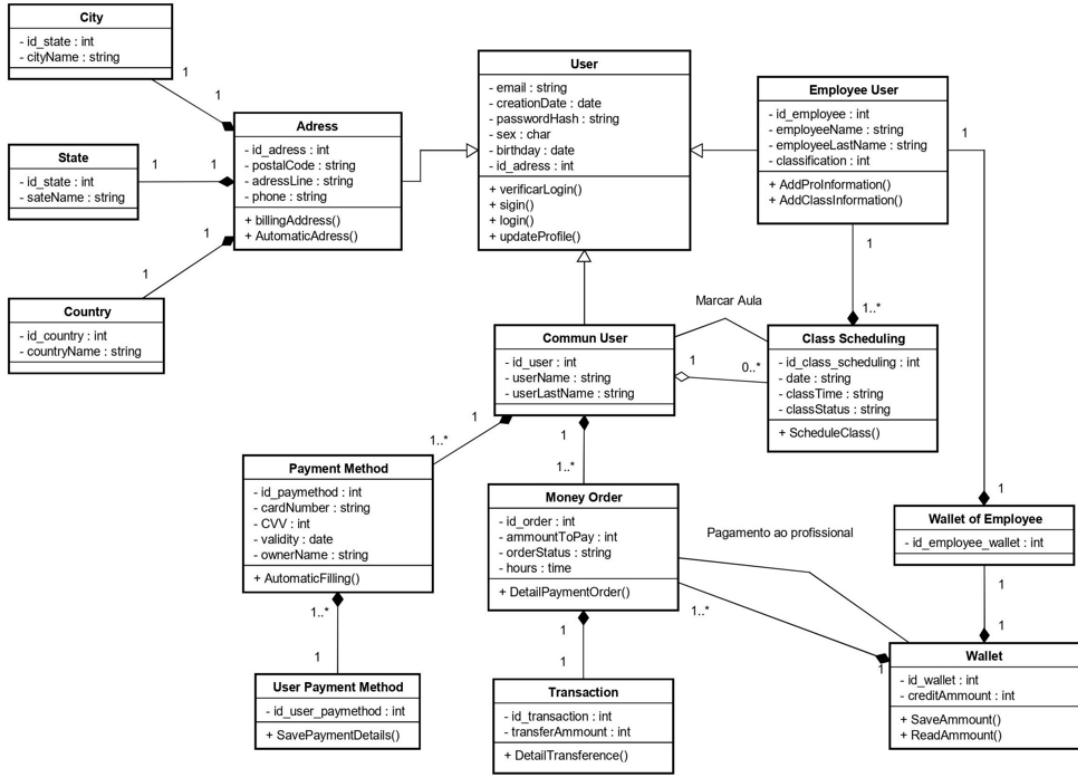 City
- id_state : int
- cityName : string
1
1
State
- id_state : int
- sateName : string
1
1
Country
- id_country : int
- countryName : string
1
1
Adress
- id_adress : int
- postalCode : string
- adressLine : string
- phone : string
+ billingAddress()
+ AutomaticAdress()
User
- email : string
- creationDate : date
- passwordHash : string
- sex : char
- birthday : date
- id_adress : int
+ verificarLogin()
+ sigin()
+ login()
+ updateProfile()
Employee User
- id_employee : int
- employeeName : string
- employeeLastName : string
- classification : int
+ AddProInformation()
+ AddClassInformation()
1
1
1..*
Marcar Aula
Commun User
- id_user : int
- userName : string
- userLastName : string
1
0..*
Class Scheduling
- id_class_scheduling : int
- date : string
- classTime : string
- classStatus : string
+ ScheduleClass()
1
1..*
1
1..*
Payment Method
- id_paymethod : int
- cardNumber : string
- CVV : int
- validity : date
- ownerName : string
+ AutomaticFilling()
1..*
1
User Payment Method
- id_user_paymethod : int
+ SavePaymentDetails()
Money Order
- id_order : int
- ammountToPay : int
- orderStatus : string
- hours : time
+ DetailPaymentOrder()
1
1
Transaction
- id_transaction : int
- transferAmmount : int
+ DetailTransference()
Pagamento ao profissional
1..*
1
1
Wallet of Employee
- id_employee_wallet : int
1
1
Wallet
- id_wallet : int
- creditAmmount : int
+ SaveAmmount()
+ ReadAmmount()